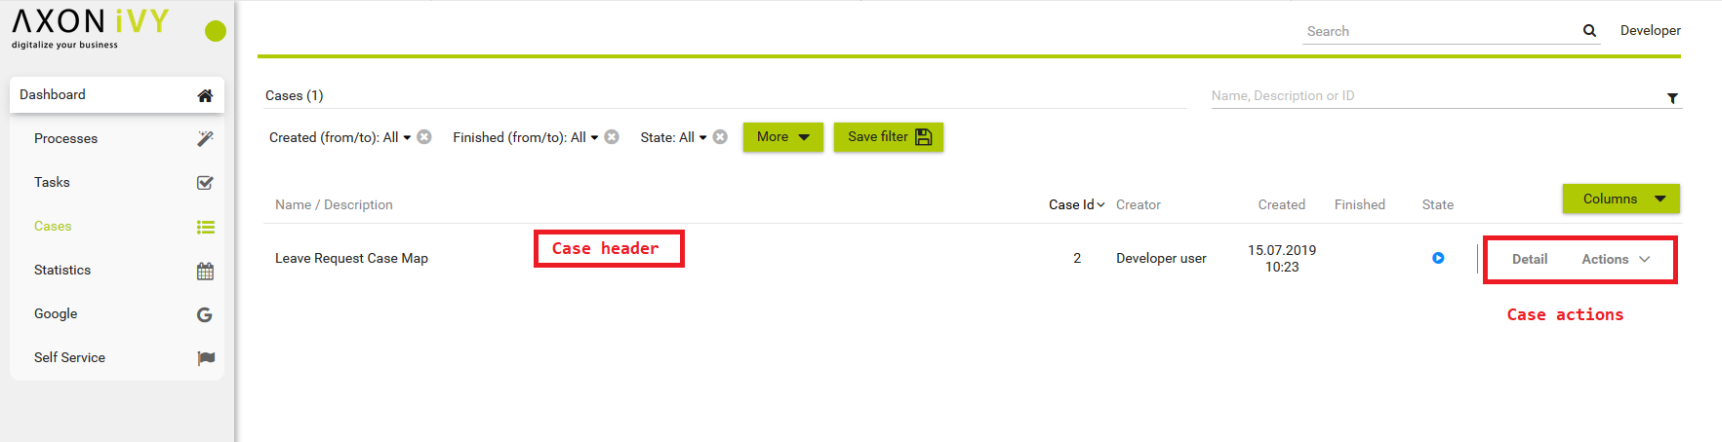 AXON iVY
digitalize your business
Search
Developer
Dashboard
Processes
Tasks
Cases
Statistics
Google
Self Service
Cases (1)
Name, Description or ID
Created (from/to): All
Finished (from/to): All
State: All
More
Save filter
Columns
Name / Description
Case Id
Creator
Created
Finished
State
Leave Request Case Map
Case header
2
Developer user
15.07.2019
10:23
Detail
Actions
Case actions